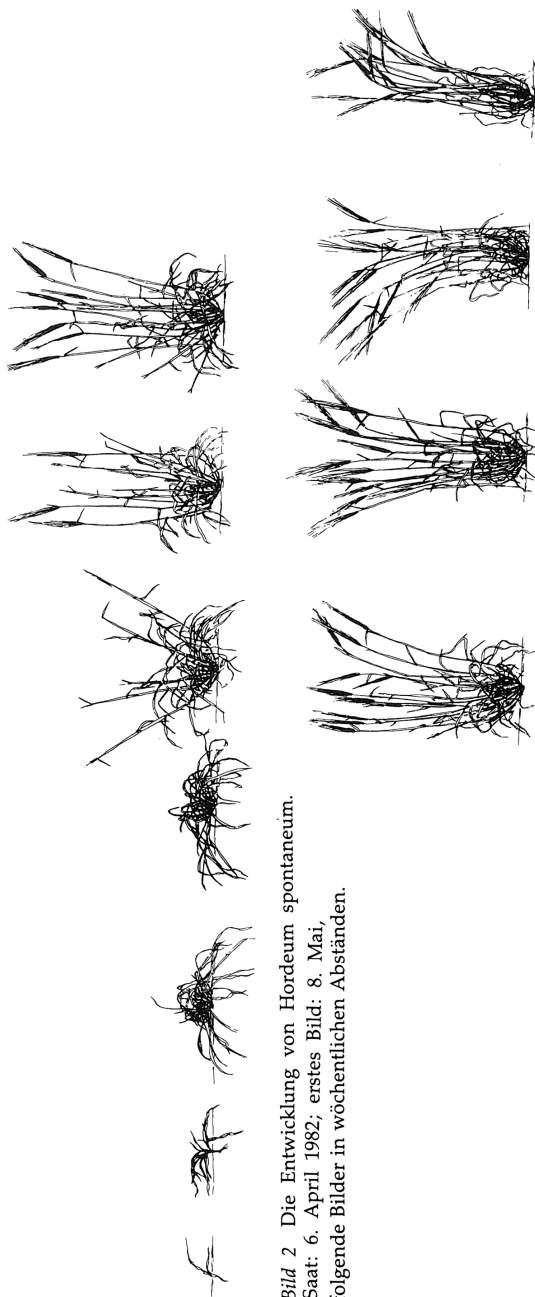 Bild 2 Die Entwicklung von Hordeum spontaneum.
Saat: 6. April 1982; erstes Bild: 8. Mai,
folgende Bilder in wöchentlichen Abständen.